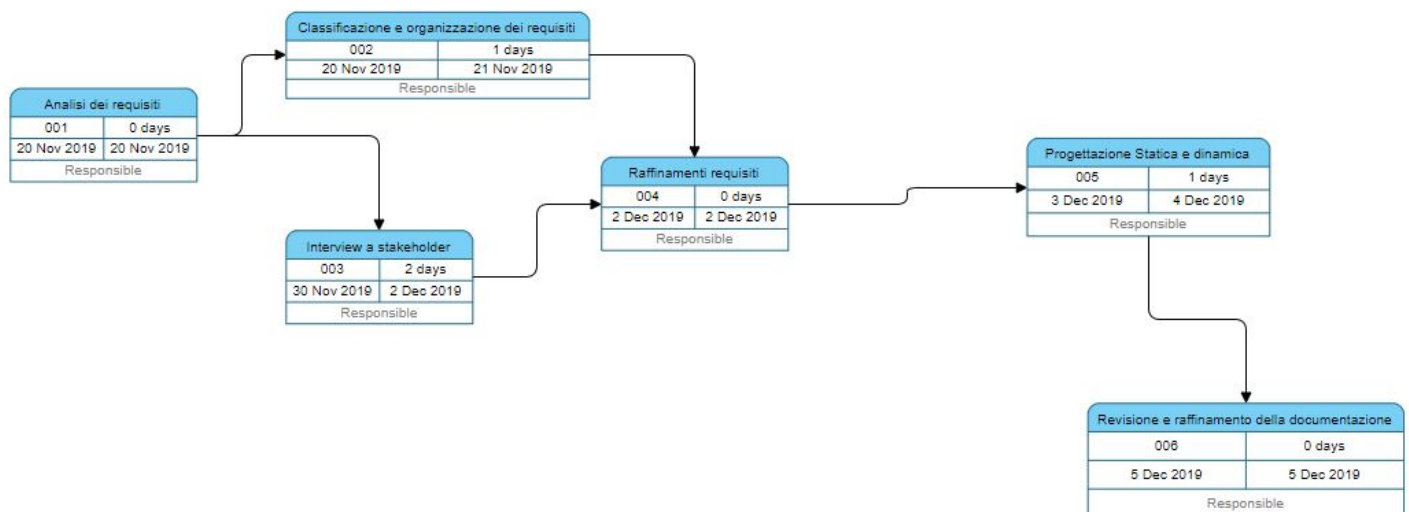 Classificazione e organizzazione dei requisiti
002 1 days
20 Nov 2019 21 Nov 2019
Responsible
Analisi dei requisiti
001 0 days
20 Nov 2019 20 Nov 2019
Responsible
Interview a stakeholder
003 2 days
30 Nov 2019 2 Dec 2019
Responsible
Raffinamenti requisiti
004 0 days
2 Dec 2019 2 Dec 2019
Responsible
Progettazione Statica e dinamica
005 1 days
3 Dec 2019 4 Dec 2019
Responsible
Revisione e raffinamento della documentazione
006 0 days
5 Dec 2019 5 Dec 2019
Responsible